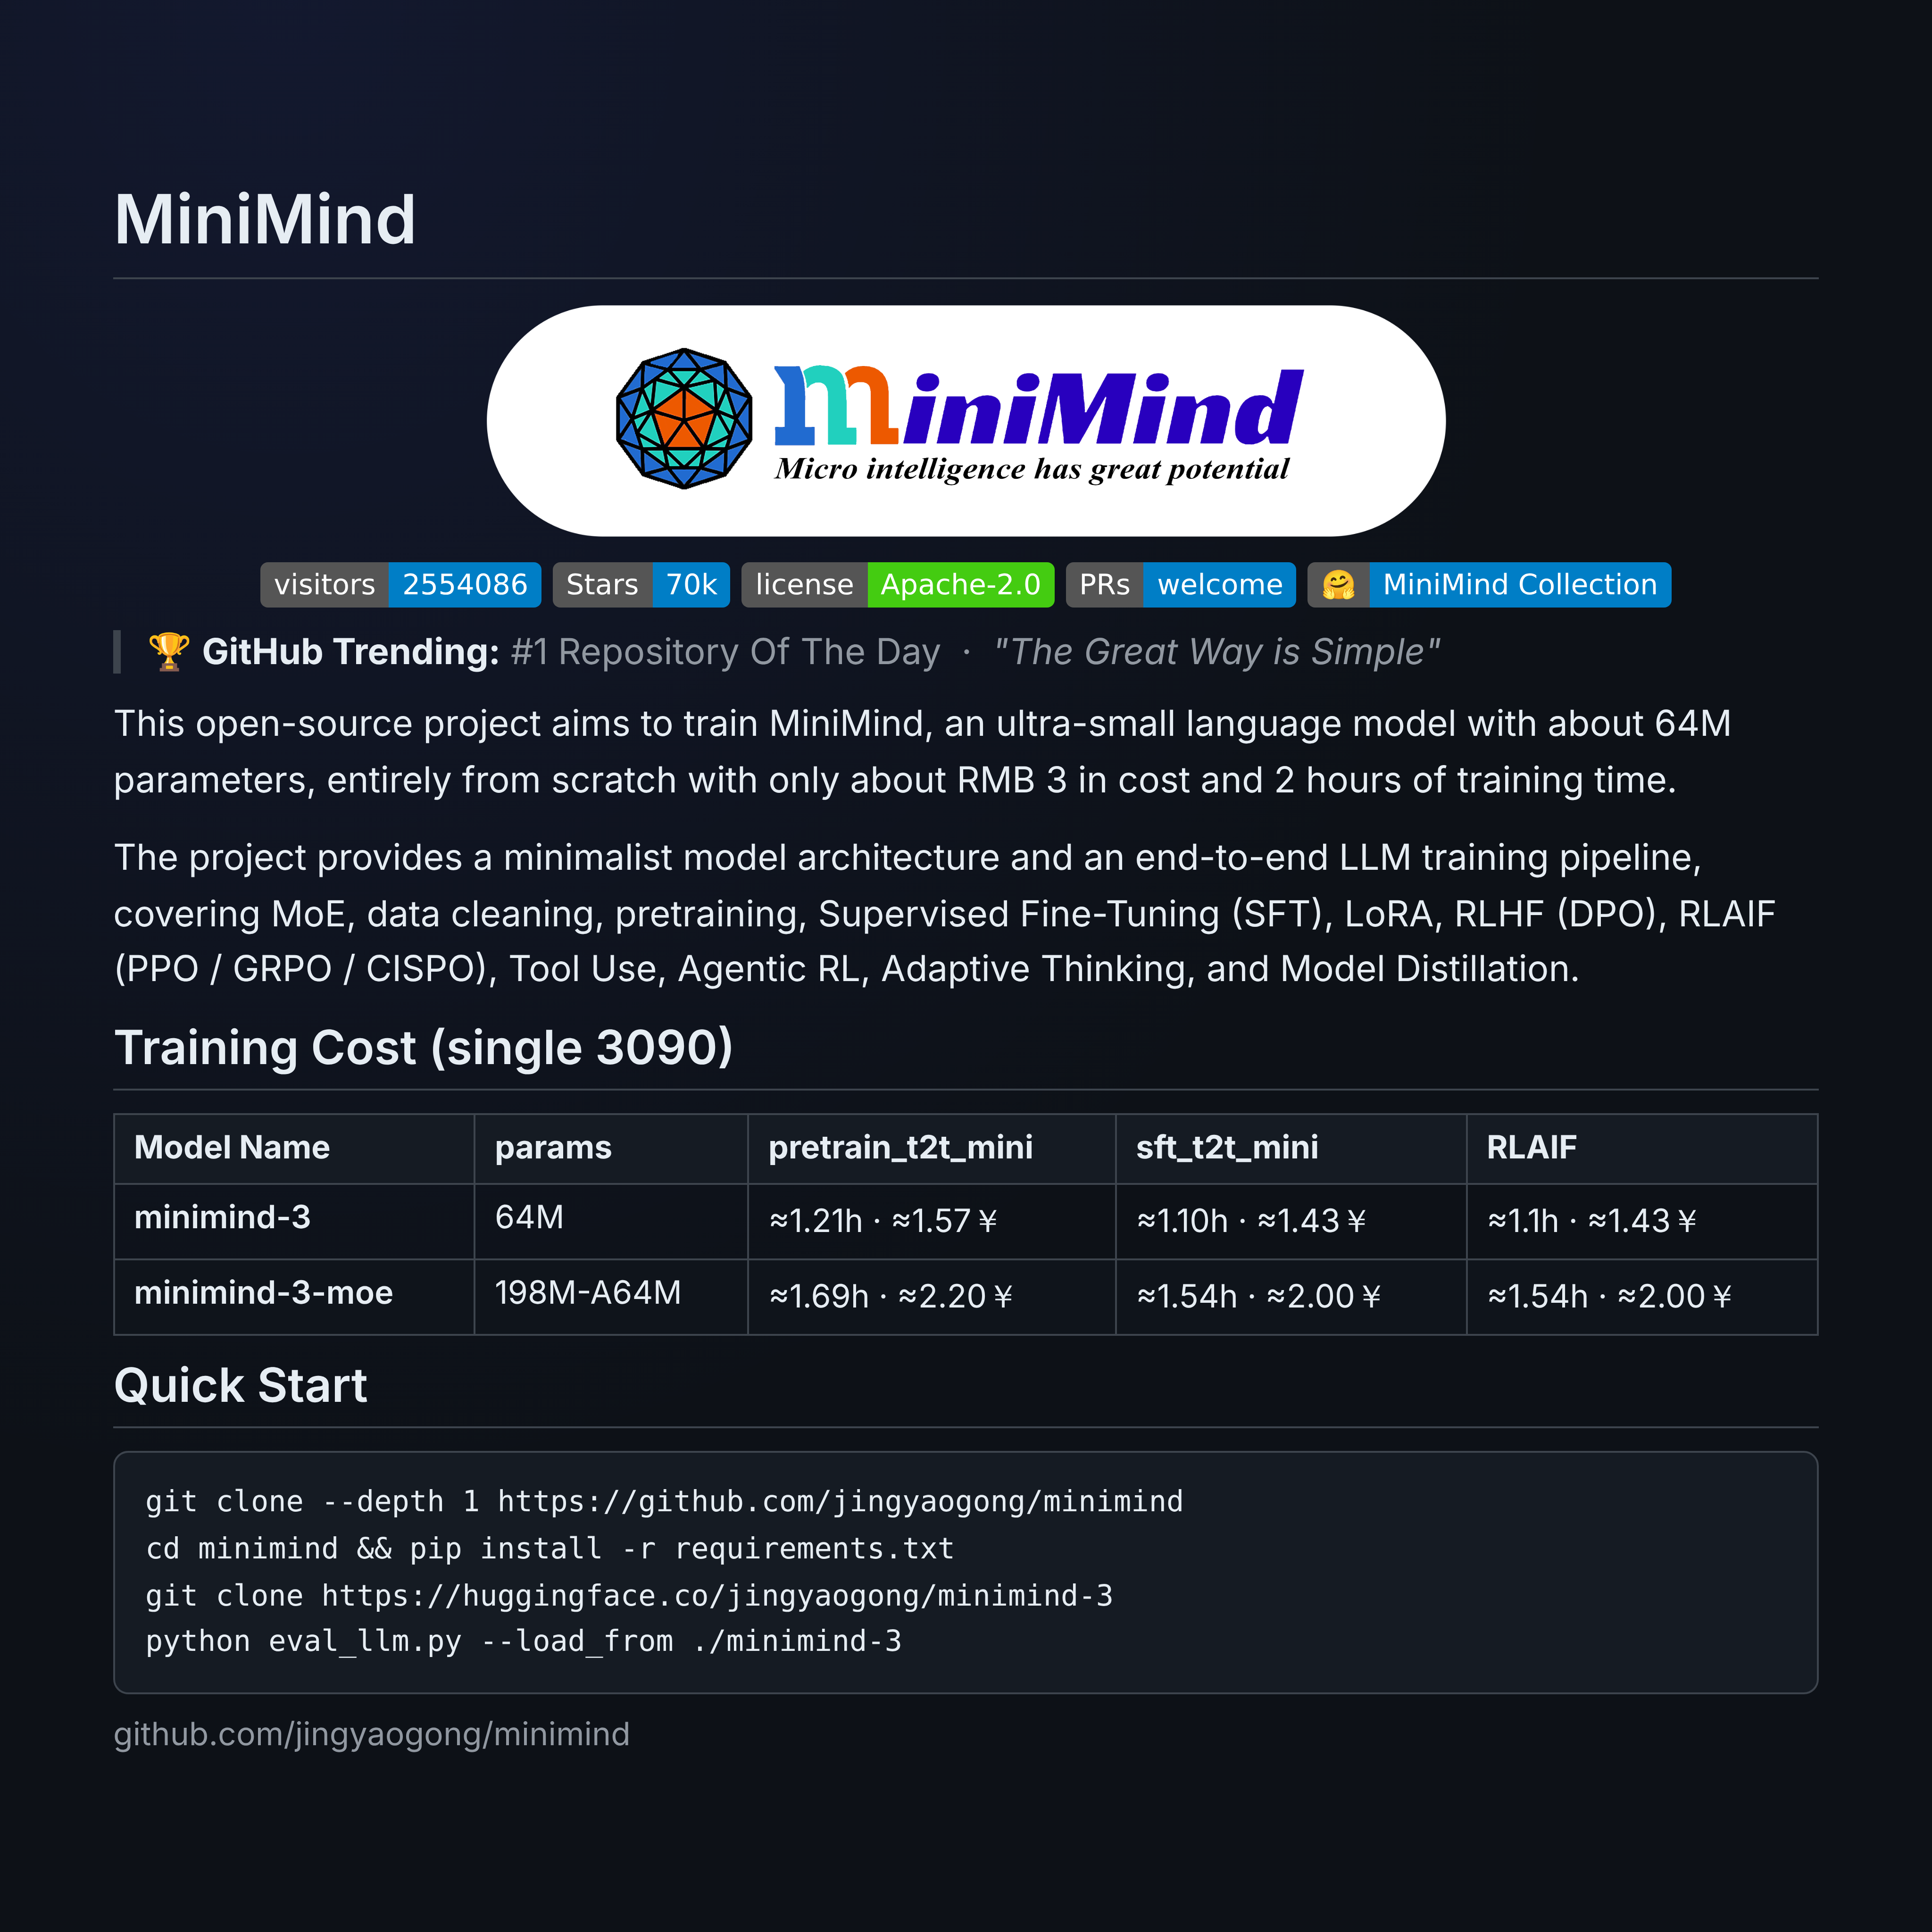 MiniMind
miniMind
Micro intelligence has great potential
visitors 2554086 Stars 70k license Apache-2.0 PRs welcome 🤗 MiniMind Collection
🏆 GitHub Trending: #1 Repository Of The Day · "The Great Way is Simple"
This open-source project aims to train MiniMind, an ultra-small language model with about 64M
parameters, entirely from scratch with only about RMB 3 in cost and 2 hours of training time.
The project provides a minimalist model architecture and an end-to-end LLM training pipeline,
covering MoE, data cleaning, pretraining, Supervised Fine-Tuning (SFT), LoRA, RLHF (DPO), RLAIF
(PPO / GRPO / CISPO), Tool Use, Agentic RL, Adaptive Thinking, and Model Distillation.
Training Cost (single 3090)
Model Name params pretrain_t2t_mini sft_t2t_mini RLAIF
minimind-3 64M ≈1.21h · ≈1.57¥ ≈1.10h · ≈1.43¥ ≈1.1h · ≈1.43¥
minimind-3-moe 198M-A64M ≈1.69h · ≈2.20¥ ≈1.54h · ≈2.00¥ ≈1.54h · ≈2.00¥
Quick Start
git clone --depth 1 https://github.com/jingyaogong/minimind
cd minimind && pip install -r requirements.txt
git clone https://huggingface.co/jingyaogong/minimind-3
python eval_llm.py --load_from ./minimind-3
github.com/jingyaogong/minimind